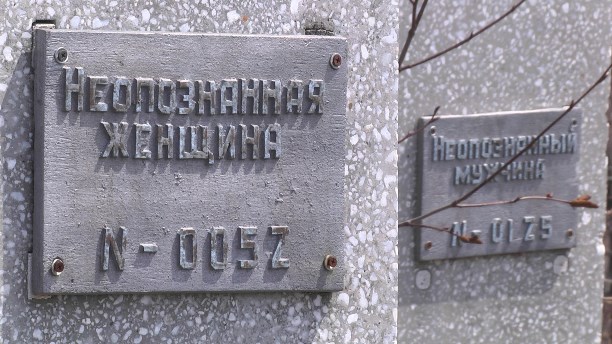 Неопознанная
женщина
N-0052
Неопознанный
мужчина
N-0125